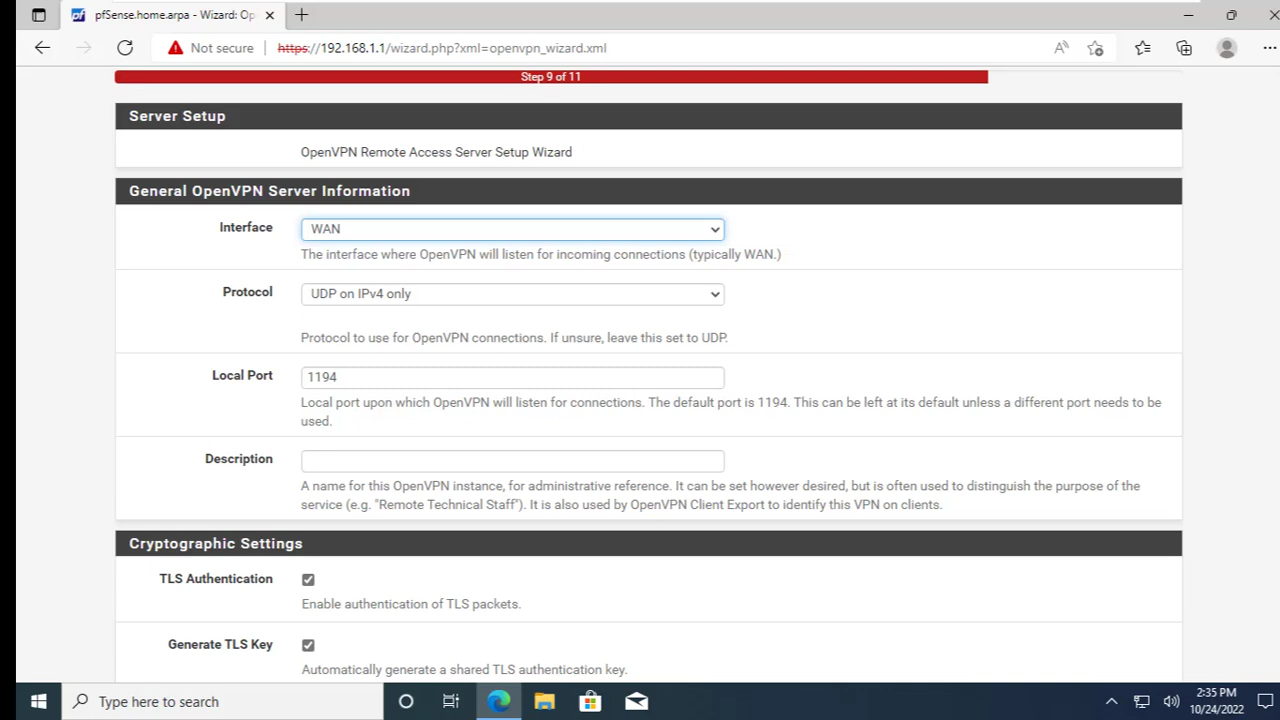 pfSense.home.arpa - Wizard: Op
Not secure
https://192.168.1.1/wizard.php?xml=openvpn_wizard.xml
Step 9 of 11
Server Setup
OpenVPN Remote Access Server Setup Wizard
General OpenVPN Server Information
Interface
WAN
The interface where OpenVPN will listen for incoming connections (typically WAN.)
Protocol
UDP on IPv4 only
Protocol to use for OpenVPN connections. If unsure, leave this set to UDP.
Local Port
1194
Local port upon which OpenVPN will listen for connections. The default port is 1194. This can be left at its default unless a different port needs to be
used.
Description
A name for this OpenVPN instance, for administrative reference. It can be set however desired, but is often used to distinguish the purpose of the
service (e.g. "Remote Technical Staff"). It is also used by OpenVPN Client Export to identify this VPN on clients.
Cryptographic Settings
TLS Authentication
Enable authentication of TLS packets.
Generate TLS Key
Automatically generate a shared TLS authentication key.
Type here to search
2:35 PM
10/24/2022